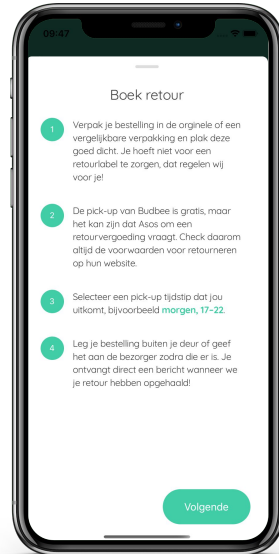 09:47
Boek retour
1
Verpak je bestelling in de orginele of een
vergelijkbare verpakking en plak deze
goed dicht. Je hoeft niet voor een
retourlabel te zorgen, dat regelen wij
voor je!
2
De pick-up van Budbee is gratis, maar
het kan zijn dat Asos om een
retourvergoeding vraagt. Check daarom
altijd de voorwaarden voor retourneren
op hun website.
3
Selecteer een pick-up tijdstip dat jou
uitkomt, bijvoorbeeld morgen, 17-22.
4
Leg je bestelling buiten je deur of geef
het aan de bezorger zodra die er is. Je
ontvangt direct een bericht wanneer we
je retour hebben opgehaald!
Volgende